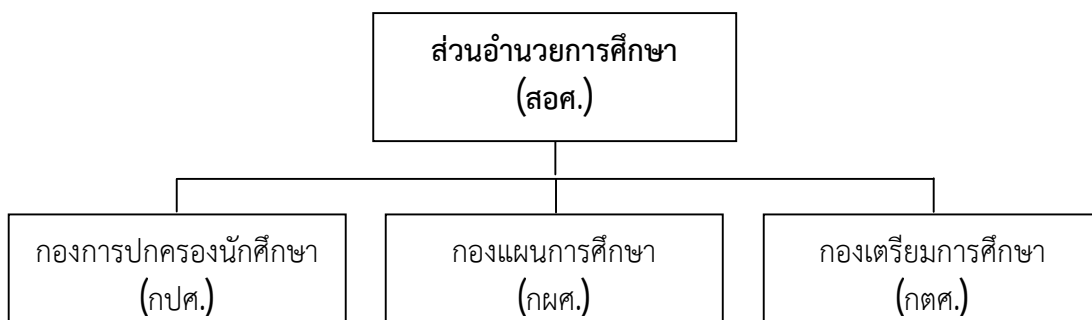 ส่วนอำนวยการศึกษา
(สอศ.)
กองการปกครองนักศึกษา
(กปศ.)
กองแผนการศึกษา
(กผศ.)
กองเตรียมการศึกษา
(กตศ.)